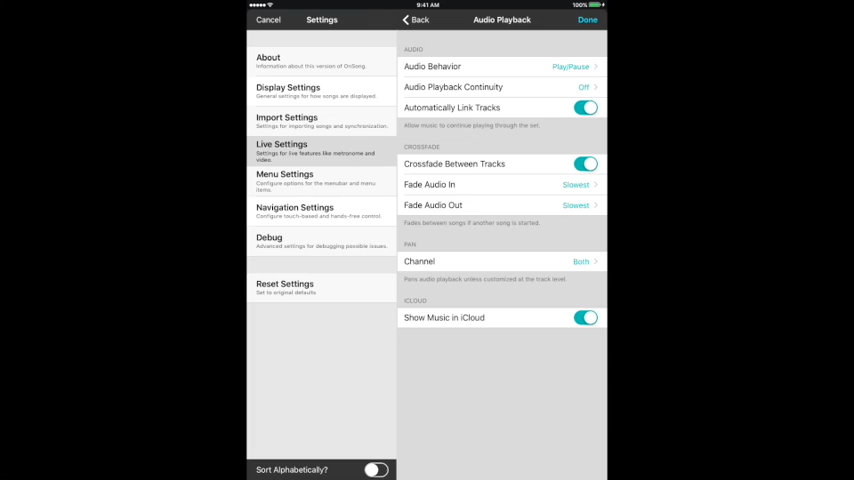 9:41 AM
100%
Cancel
Settings
Back
Audio Playback
Done
About
Information about this version of OnSong.
Display Settings
General settings for how songs are displayed.
Import Settings
Settings for importing songs and synchronization.
Live Settings
Settings for live features like metronome and
video.
Menu Settings
Configure options for the menubar and menu
items.
Navigation Settings
Configure touch-based and hands-free control.
Debug
Advanced settings for debugging possible issues.
Reset Settings
Set to original defaults
Sort Alphabetically?
AUDIO
Audio Behavior Play/Pause
Audio Playback Continuity Off
Automatically Link Tracks
Allow music to continue playing through the set.
CROSSFADE
Crossfade Between Tracks
Fade Audio In Slowest
Fade Audio Out Slowest
Fades between songs if another song is started.
PAN
Channel Both
Pans audio playback unless customized at the track level.
ICLOUD
Show Music in iCloud